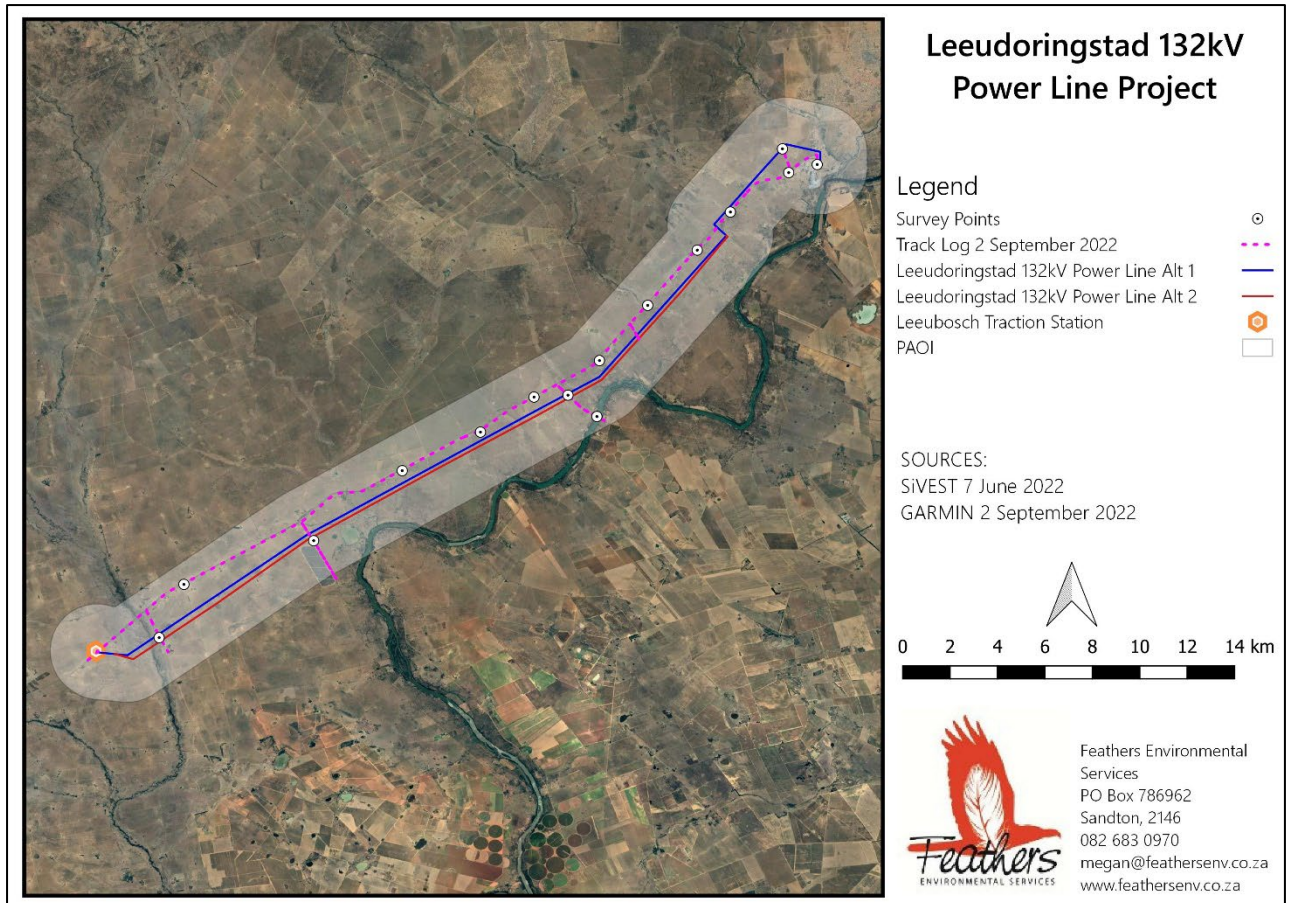 Leeudoringstad 132kV
Power Line Project
Legend
Survey Points
Track Log 2 September 2022
Leeudoringstad 132kV Power Line Alt 1
Leeudoringstad 132kV Power Line Alt 2
Leeubosch Traction Station
PAOI
SOURCES:
SiVEST 7 June 2022
GARMIN 2 September 2022
0 2 4 6 8 10 12 14 km
Feathers
ENVIRONMENTAL SERVICES
Feathers Environmental
Services
PO Box 786962
Sandton, 2146
082 683 0970
megan@feathersenv.co.za
www.feathersenv.co.za